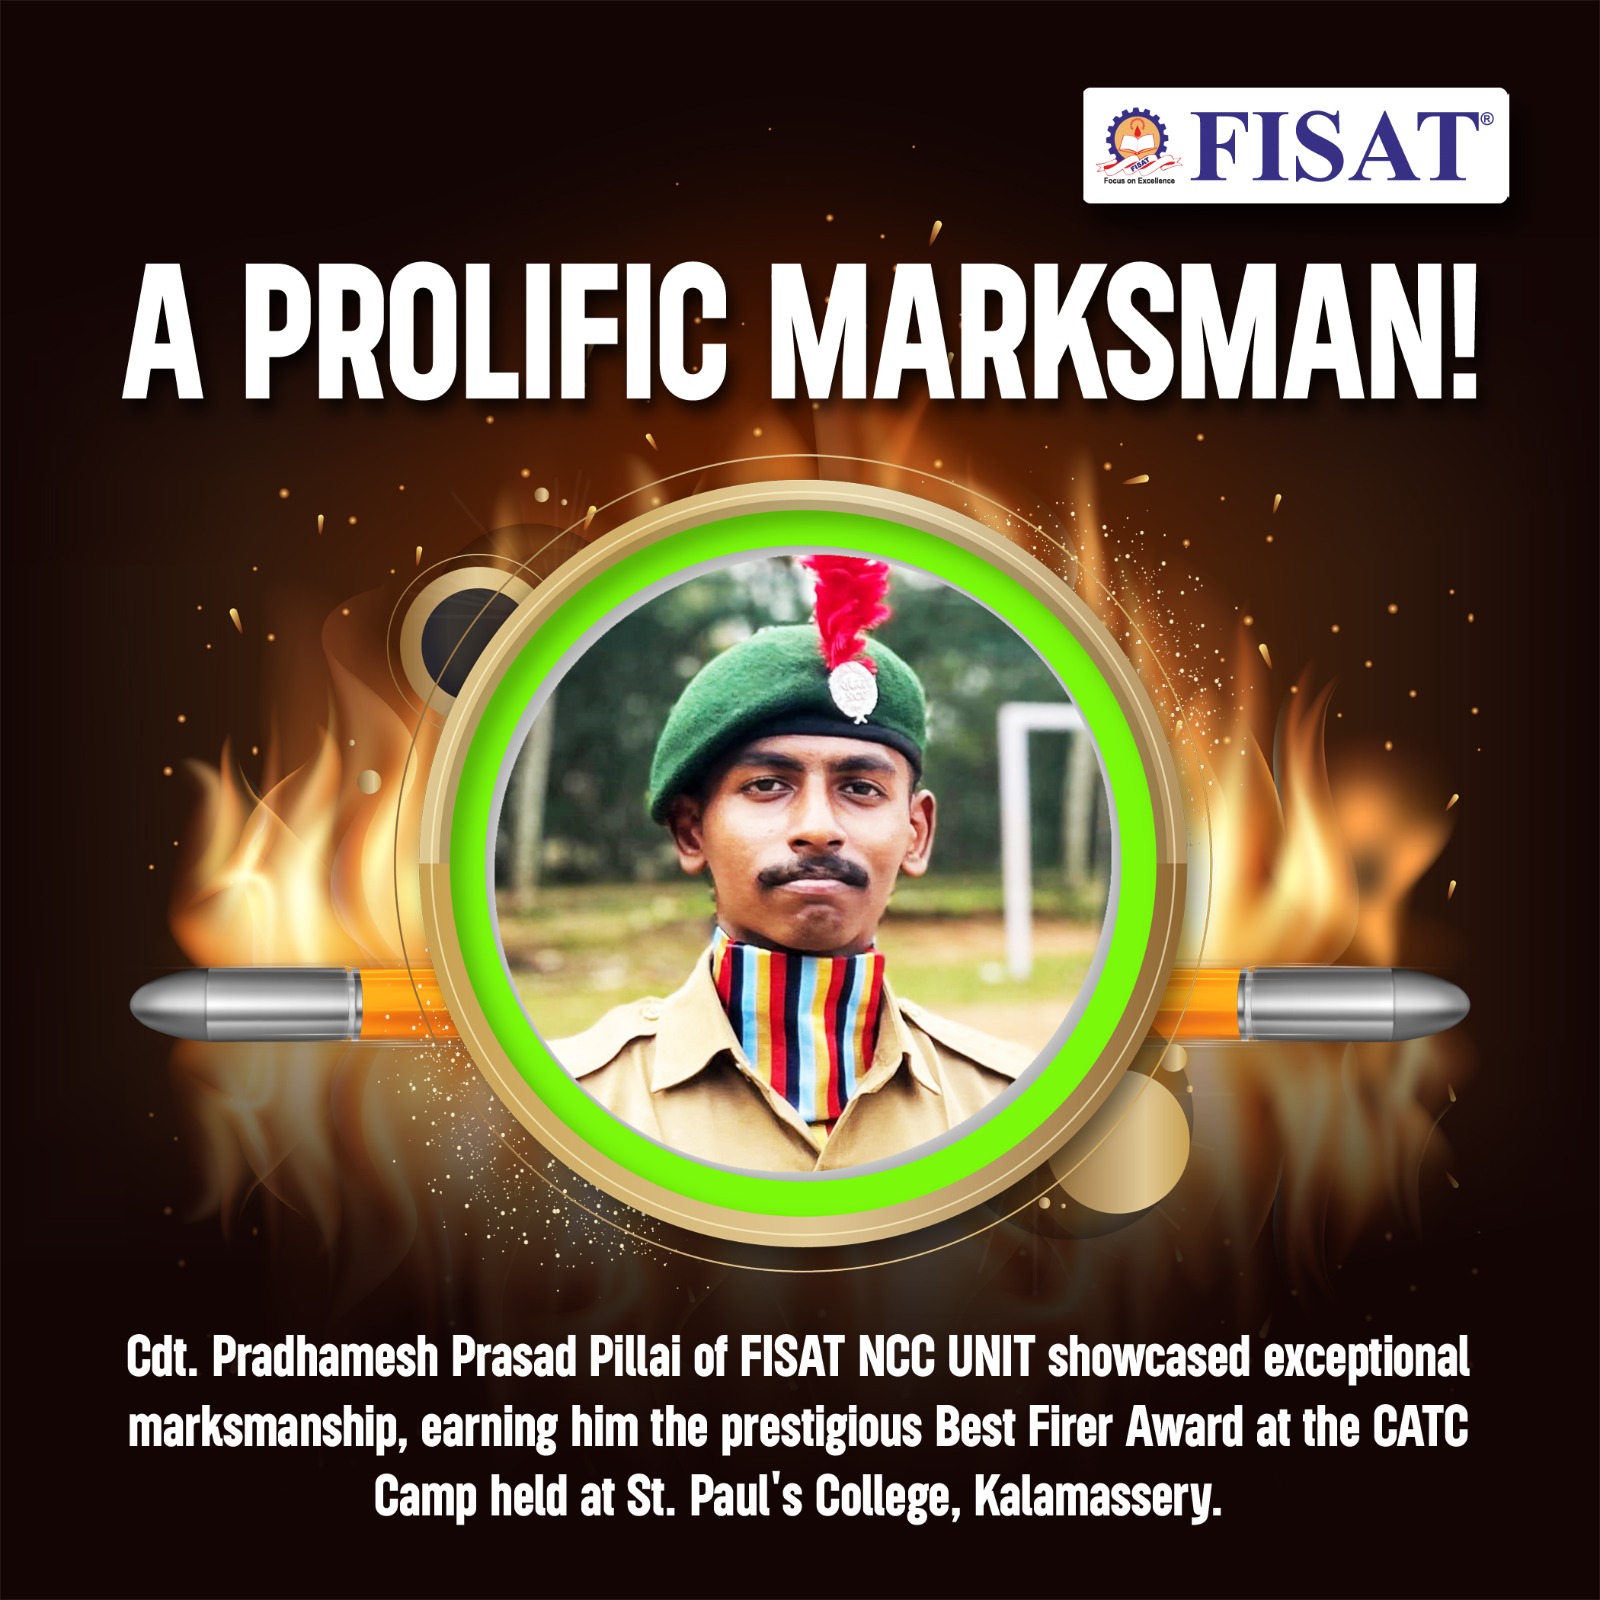 FISAT®
FISAT
Focus on Excellence
A PROLIFIC MARKSMAN!
Cdt. Pradhamesh Prasad Pillai of FISAT NCC UNIT showcased exceptional
marksmanship, earning him the prestigious Best Firer Award at the CATC
Camp held at St. Paul's College, Kalamassery.